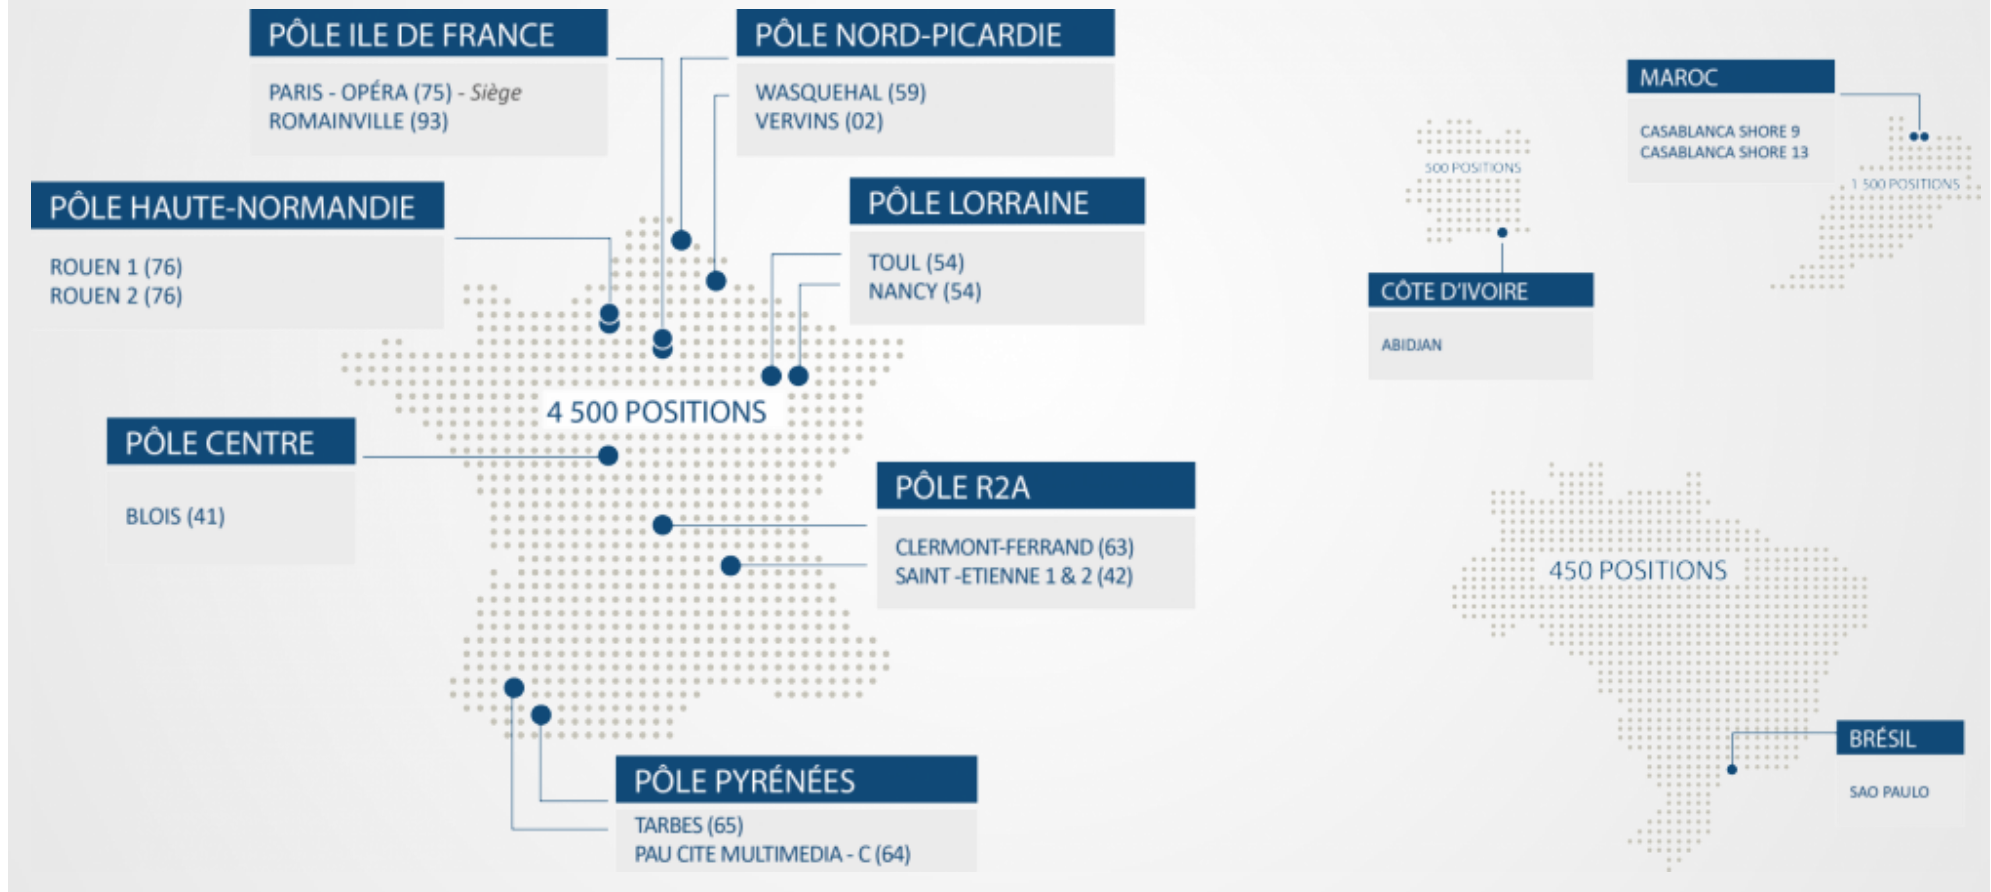 PÔLE ILE DE FRANCE
PARIS - OPÉRA (75) - Siège
ROMAINVILLE (93)
PÔLE NORD-PICARDIE
WASQUEHAL (59)
VERVINS (02)
PÔLE HAUTE-NORMANDIE
ROUEN 1 (76)
ROUEN 2 (76)
PÔLE LORRAINE
TOUL (54)
NANCY (54)
4 500 POSITIONS
PÔLE CENTRE
BLOIS (41)
PÔLE R2A
CLERMONT-FERRAND (63)
SAINT -ETIENNE 1 & 2 (42)
PÔLE PYRÉNÉES
TARBES (65)
PAU CITE MULTIMEDIA - C (64)
MAROC
CASABLANCA SHORE 9
CASABLANCA SHORE 13
1 500 POSITIONS
500 POSITIONS
CÔTE D'IVOIRE
ABIDJAN
450 POSITIONS
BRÉSIL
SAO PAULO